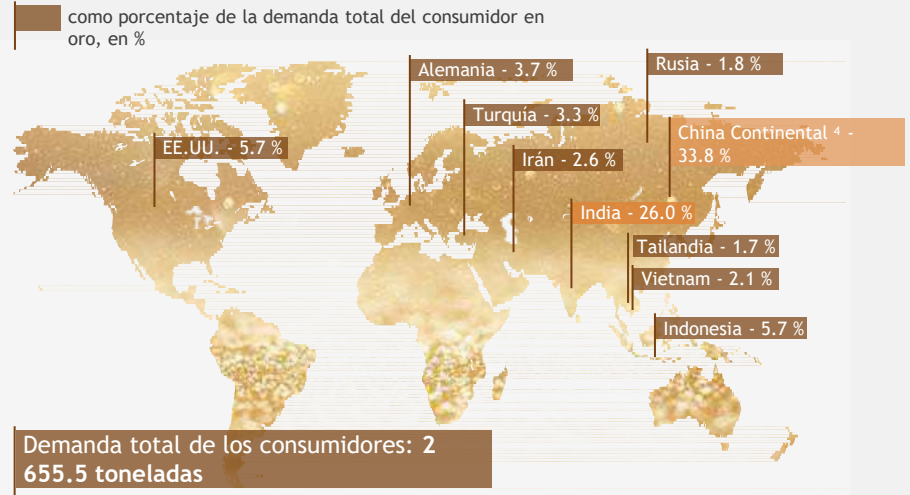 como porcentaje de la demanda total del consumidor en
oro, en %
Alemania - 3.7 %
Rusia - 1.8 %
Turquía - 3.3 %
China Continental ⁴ -
33.8 %
EE.UU. - 5.7 %
Irán - 2.6 %
India - 26.0 %
Tailandia - 1.7 %
Vietnam - 2.1 %
Indonesia - 5.7 %
Demanda total de los consumidores: 2
655.5 toneladas